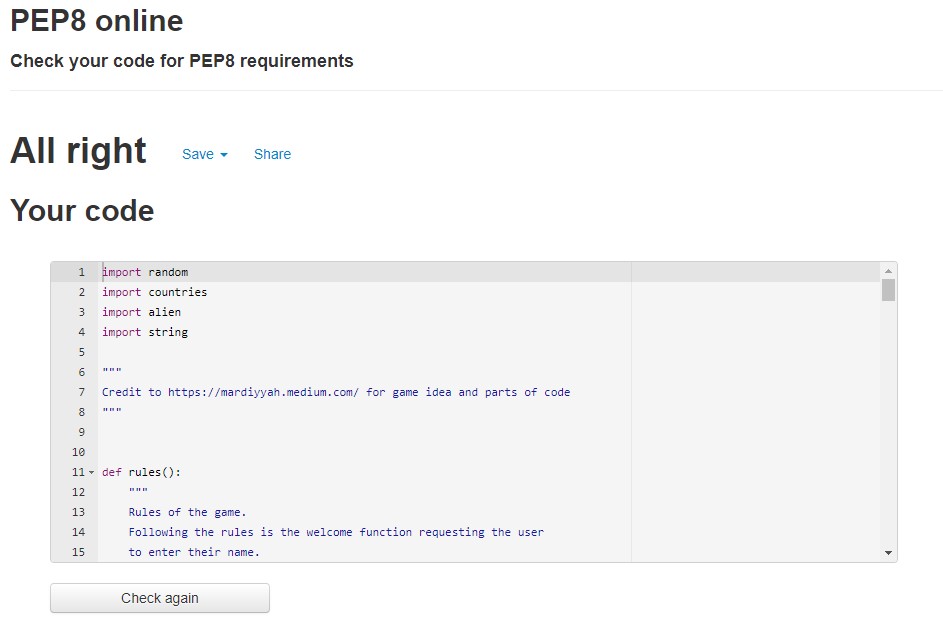 PEP8 online
Check your code for PEP8 requirements
All right Save Share
Your code
1 import random
2 import countries
3 import alien
4 import string
5
6 """
7 Credit to https://mardiyyah.medium.com/ for game idea and parts of code
8 """
9
10
11 def rules():
12 """
13 Rules of the game.
14 Following the rules is the welcome function requesting the user
15 to enter their name.
Check again